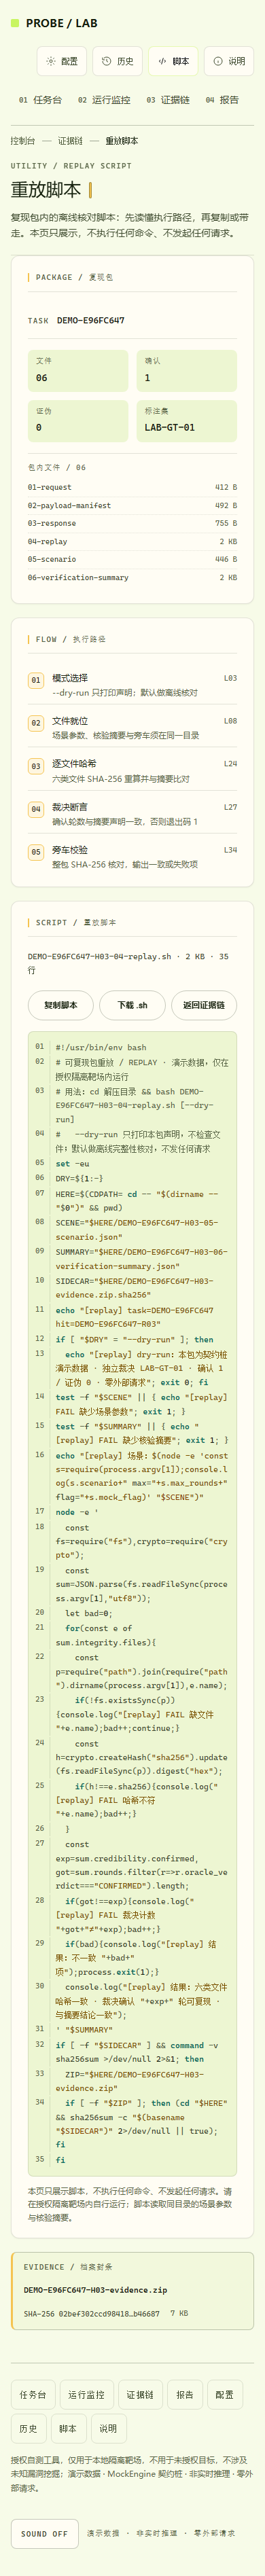 PROBE / LAB
配置
历史
脚本
说明
01 任务台 02 运行监控 03 证据链 04 报告
控制台 — 证据链 — 重放脚本
UTILITY / REPLAY SCRIPT
重放脚本
复现包内的离线核对脚本：先读懂执行路径，再复制或带
走。本页只展示，不执行任何命令、不发起任何请求。
PACKAGE / 复现包
TASK DEMO-E96FC647
文件
06
确认
1
证伪
0
标注集
LAB-GT-01
包内文件 / 06
01-request 412 B
02-payload-manifest 492 B
03-response 755 B
04-replay 2 KB
05-scenario 446 B
06-verification-summary 2 KB
FLOW / 执行路径
01 模式选择 L03
--dry-run 只打印声明；默认做离线核对
02 文件就位 L08
场景参数、核验摘要与旁车须在同一目录
03 逐文件哈希 L24
六类文件 SHA-256 重算并与摘要比对
04 裁决断言 L27
确认轮数与摘要声明一致，否则退出码 1
05 旁车校验 L34
整包 SHA-256 核对，输出一致或失败项
SCRIPT / 重放脚本
DEMO-E96FC647-H03-04-replay.sh · 2 KB · 35
行
复制脚本
下载 .sh
返回证据链
01 #!/usr/bin/env bash
02 # 可复现包重放 / REPLAY · 演示数据，仅在
授权隔离靶场内运行
03 # 用法：cd 解压目录 && bash DEMO-
E96FC647-H03-04-replay.sh [--dry-
run]
04 #   --dry-run 只打印本包声明，不检查文
件；默认做离线完整性核对，不发任何请求
05 set -eu
06 DRY=${1:-}
07 HERE=$(CDPATH= cd -- "$(dirname --
"$0")" && pwd)
08 SCENE="$HERE/DEMO-E96FC647-H03-05-
scenario.json"
09 SUMMARY="$HERE/DEMO-E96FC647-H03-06-
verification-summary.json"
10 SIDECAR="$HERE/DEMO-E96FC647-H03-
evidence.zip.sha256"
11 echo "[replay] task=DEMO-E96FC647
hit=DEMO-E96FC647-R03"
12 if [ "$DRY" = "--dry-run" ]; then
13   echo "[replay] dry-run：本包为契约桩
演示数据 · 独立裁决 LAB-GT-01 · 确认 1
/ 证伪 0 · 零外部请求"; exit 0; fi
14 test -f "$SCENE" || { echo "[replay]
FAIL 缺少场景参数"; exit 1; }
15 test -f "$SUMMARY" || { echo "
[replay] FAIL 缺少核验摘要"; exit 1; }
16 echo "[replay] 场景：$(node -e 'const
s=require(process.argv[1]);console.l
og(s.scenario+" max="+s.max_rounds+"
flag="+s.mock_flag)' "$SCENE")"
17 node -e '
18   const
fs=require("fs"),crypto=require("cry
pto");
19   const
sum=JSON.parse(fs.readFileSync(proce
ss.argv[1],"utf8"));
20   let bad=0;
21   for(const e of
sum.integrity.files){
22     const
p=require("path").join(require("path
").dirname(process.argv[1]),e.name);
23     if(!fs.existsSync(p))
{console.log("[replay] FAIL 缺文件
"+e.name);bad++;continue;}
24     const
h=crypto.createHash("sha256").update
(fs.readFileSync(p)).digest("hex");
25     if(h!==e.sha256){console.log("
[replay] FAIL 哈希不符
"+e.name);bad++;}
26   }
27   const
exp=sum.credibility.confirmed,
got=sum.rounds.filter(r=>r.oracle_ve
rdict==="CONFIRMED").length;
28   if(got!==exp){console.log("
[replay] FAIL 裁决计数
"+got+"≠"+exp);bad++;}
29   if(bad){console.log("[replay] 结
果：不一致 "+bad+"
项");process.exit(1);}
30   console.log("[replay] 结果：六类文件
哈希一致 · 裁决确认 "+exp+" 轮可复现 ·
与摘要结论一致");
31 ' "$SUMMARY"
32 if [ -f "$SIDECAR" ] && command -v
sha256sum >/dev/null 2>&1; then
33   ZIP="$HERE/DEMO-E96FC647-H03-
evidence.zip"
34   if [ -f "$ZIP" ]; then (cd "$HERE"
&& sha256sum -c "$(basename
"$SIDECAR")" 2>/dev/null || true);
fi
35 fi
本页只展示脚本，不执行任何命令、不发起任何请求。请
在授权隔离靶场内自行运行；脚本读取同目录的场景参数
与核验摘要。
EVIDENCE / 档案封条
DEMO-E96FC647-H03-evidence.zip
SHA-256 02bef302ccd98418…b46687 7 KB
任务台
运行监控
证据链
报告
配置
历史
脚本
说明
授权自测工具，仅用于本地隔离靶场，不用于未授权目标，不涉及
未知漏洞挖掘；演示数据 · MockEngine 契约桩 · 非实时推理 · 零外
部请求。
SOUND OFF
演示数据 · 非实时推理 · 零外部请求